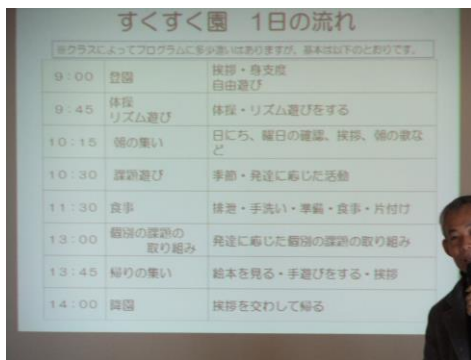 すくすく園 1日の流れ
※クラスによってプログラムに多少違いはありますが、基本は以下のとおりです。
9:00 登園 挨拶・身支度
自由遊び
9:45 体操
リズム遊び 体操・リズム遊びをする
10:15 朝の集い 日にち、曜日の確認、挨拶、朝の歌な
ど
10:30 課題遊び 季節・発達に応じた活動
11:30 食事 排泄・手洗い・準備・食事・片付け
13:00 個別の課題の
取り組み 発達に応じた個別の課題の取り組み
13:45 帰りの集い 絵本を見る・手遊びをする・挨拶
14:00 降園 挨拶を交わして帰る